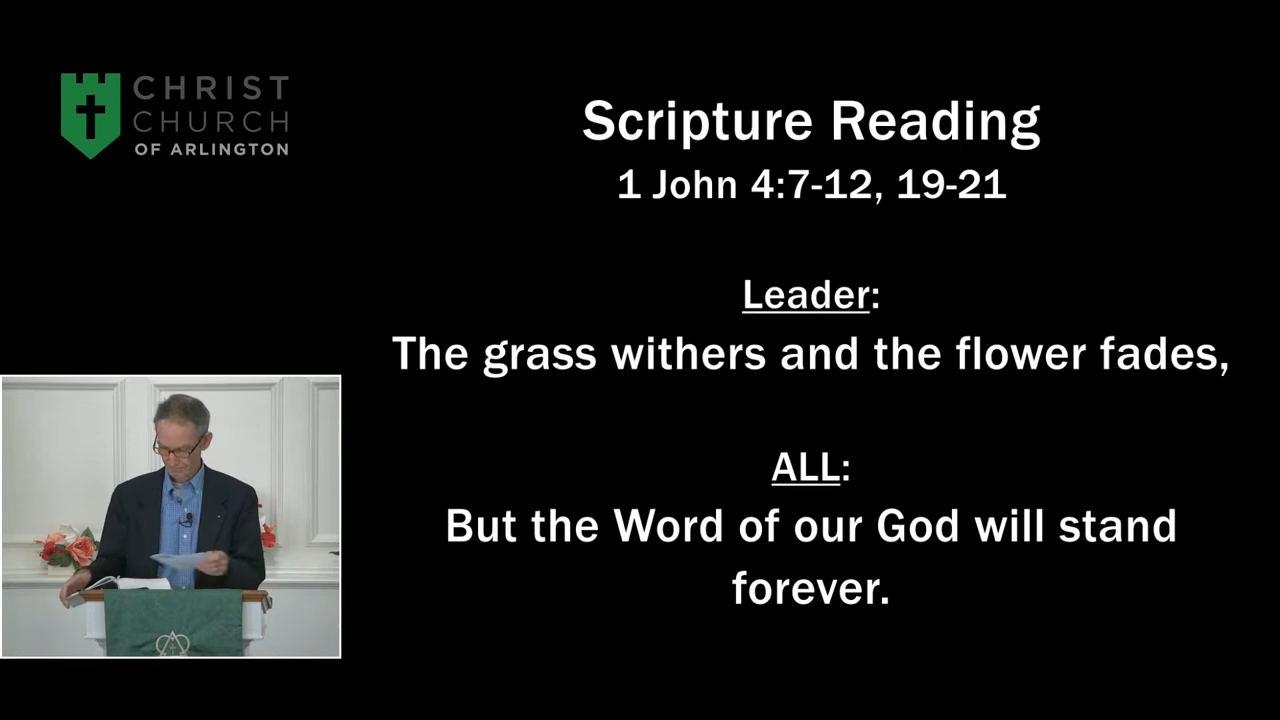 CHRIST
CHURCH
OF ARLINGTON
Scripture Reading
1 John 4:7-12, 19-21
Leader:
The grass withers and the flower fades,
ALL:
But the Word of our God will stand
forever.